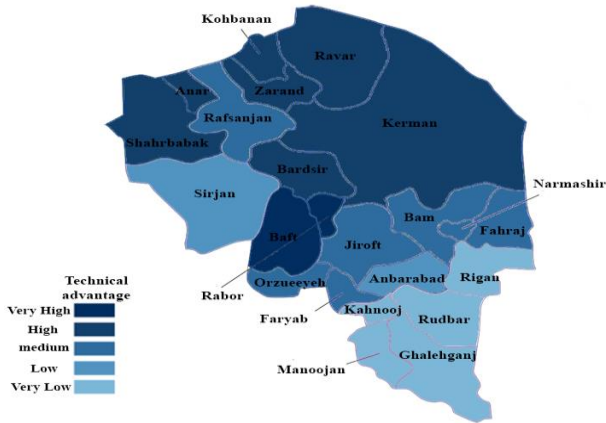 Kohbanan
Ravar
Anar
Zarand
Rafsanjan
Kerman
Shahrbabak
Bardsir
Sirjan
Narmashir
Bam
Baft
Fahraj
Jiroft
Rigan
Anbarabad
Orzueeyeh
Rabor
Faryab
Kahnooj
Rudbar
Manoojan
Ghalehganj
Technical
advantage
Very High
High
medium
Low
Very Low